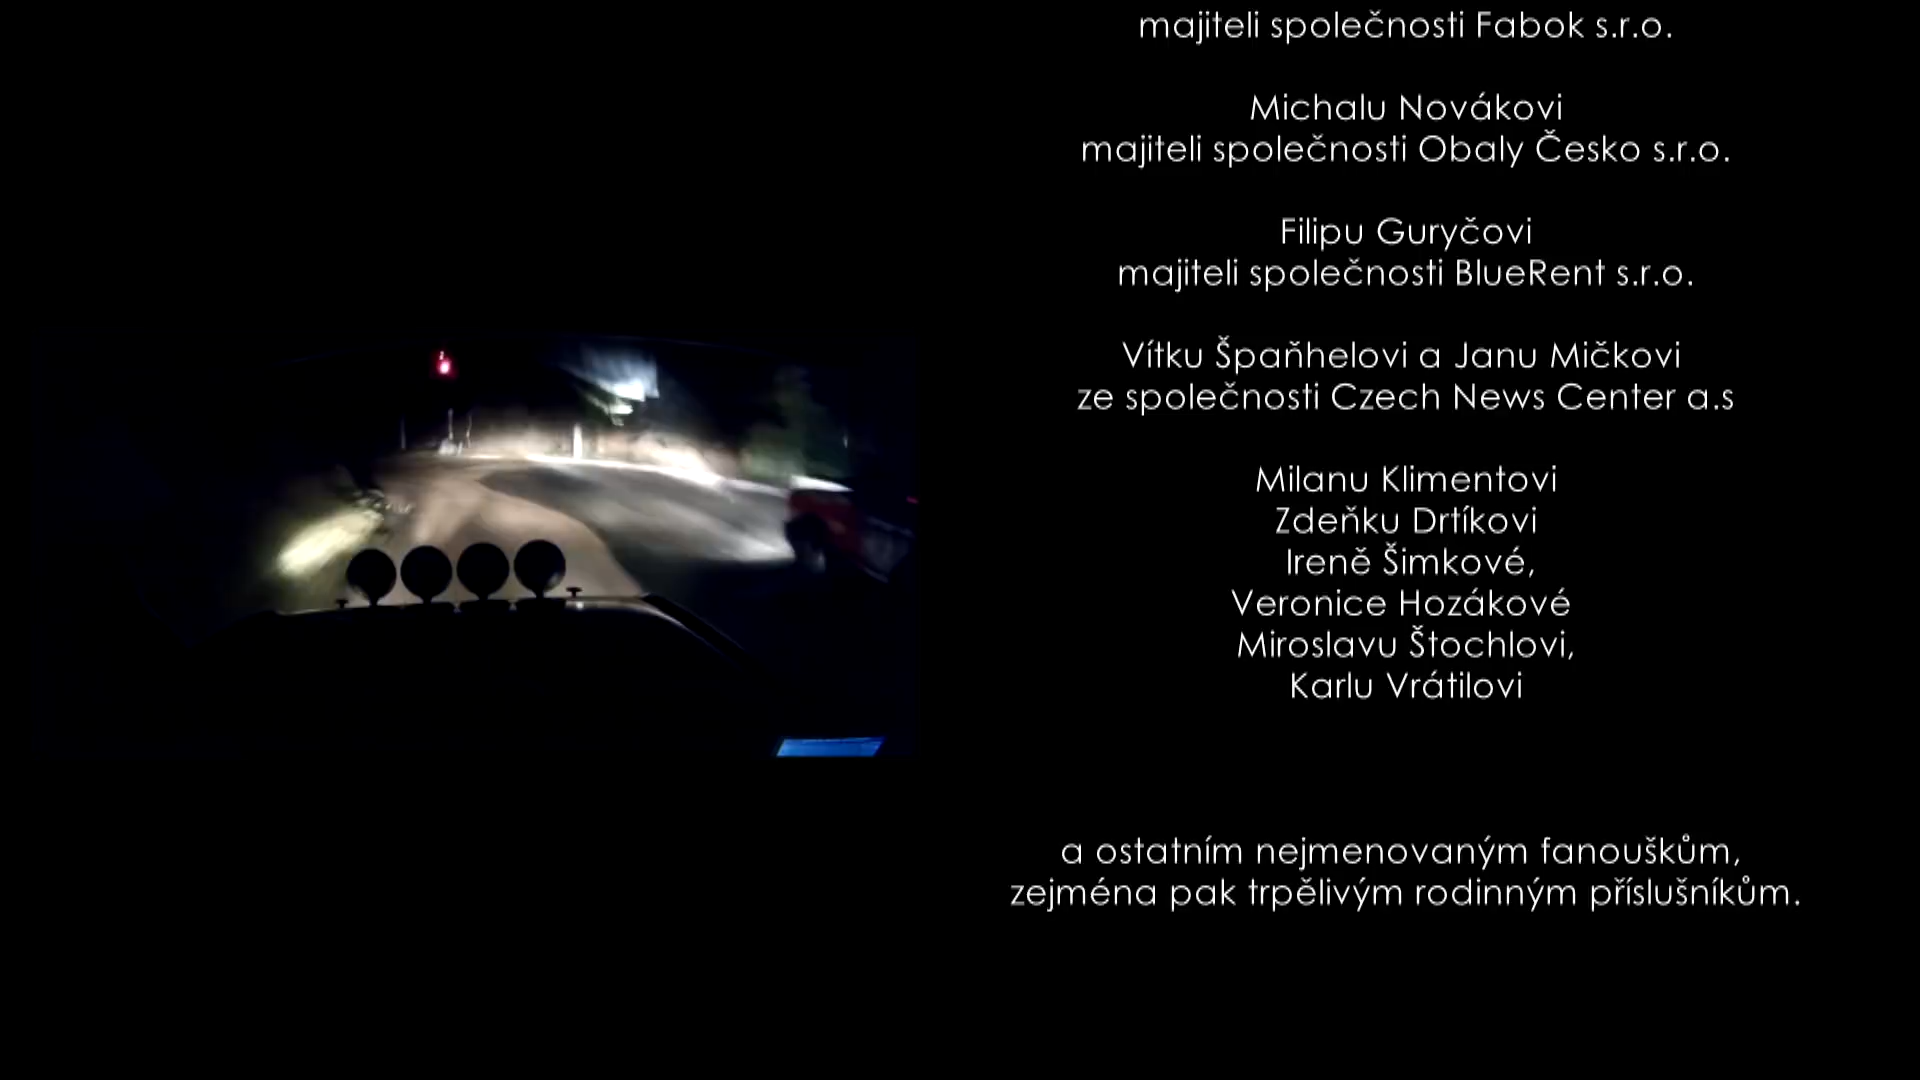 majiteli společnosti Fabok s.r.o.
Michalu Novákovi
majiteli společnosti Obaly Česko s.r.o.
Filipu Guryčovi
majiteli společnosti BlueRent s.r.o.
Vítku Špaňhelovi a Janu Mičkovi
ze společnosti Czech News Center a.s
Milanu Klimentovi
Zdeňku Drtíkovi
Ireně Šimkové,
Veronice Hozákové
Miroslavu Štochlovi,
Karlu Vrátilovi
a ostatním nejmenovaným fanouškům,
zejména pak trpělivým rodinným příslušníkům.